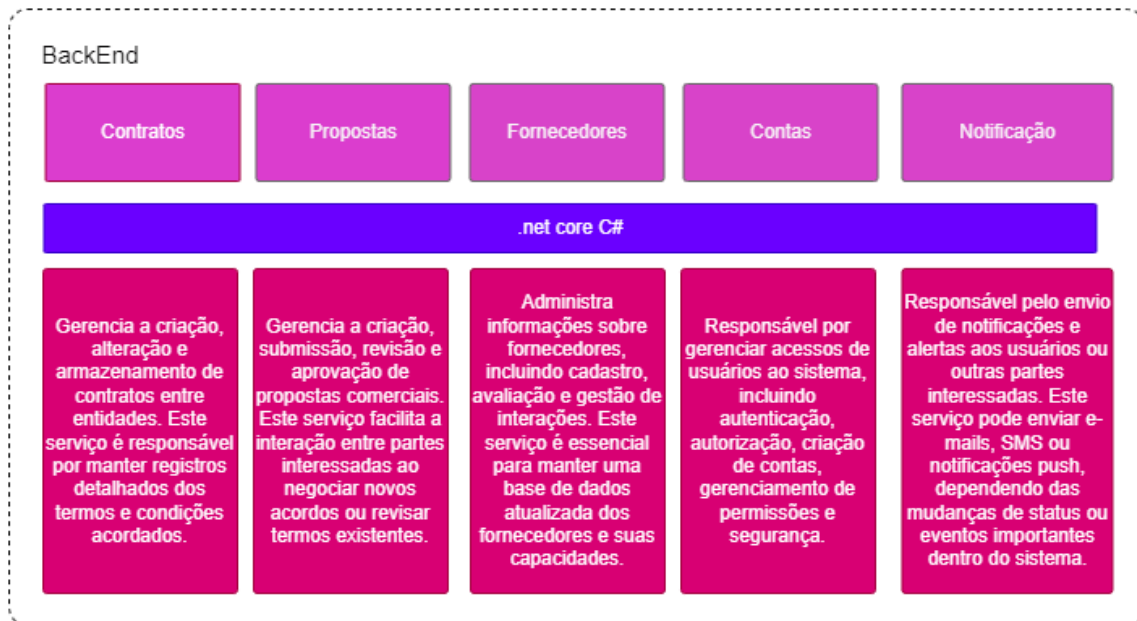 BackEnd
Contratos
Propostas
Fornecedores
Contas
Notificação
.net core C#
Gerencia a criação,
alteração e
armazenamento de
contratos entre
entidades. Este
serviço é responsável
por manter registros
detalhados dos
termos e condições
acordados.
Gerencia a criação,
submissão, revisão e
aprovação de
propostas comerciais.
Este serviço facilita a
interação entre partes
interessadas ao
negociar novos
acordos ou revisar
termos existentes.
Administra
informações sobre
fornecedores,
incluindo cadastro,
avaliação e gestão de
interações. Este
serviço é essencial
para manter uma
base de dados
atualizada dos
fornecedores e suas
capacidades.
Responsável por
gerenciar acessos de
usuários ao sistema,
incluindo
autenticação,
autorização, criação
de contas,
gerenciamento de
permissões e
segurança.
Responsável pelo envio
de notificações e
alertas aos usuários ou
outras partes
interessadas. Este
serviço pode enviar e-
mails, SMS ou
notificações push,
dependendo das
mudanças de status ou
eventos importantes
dentro do sistema.